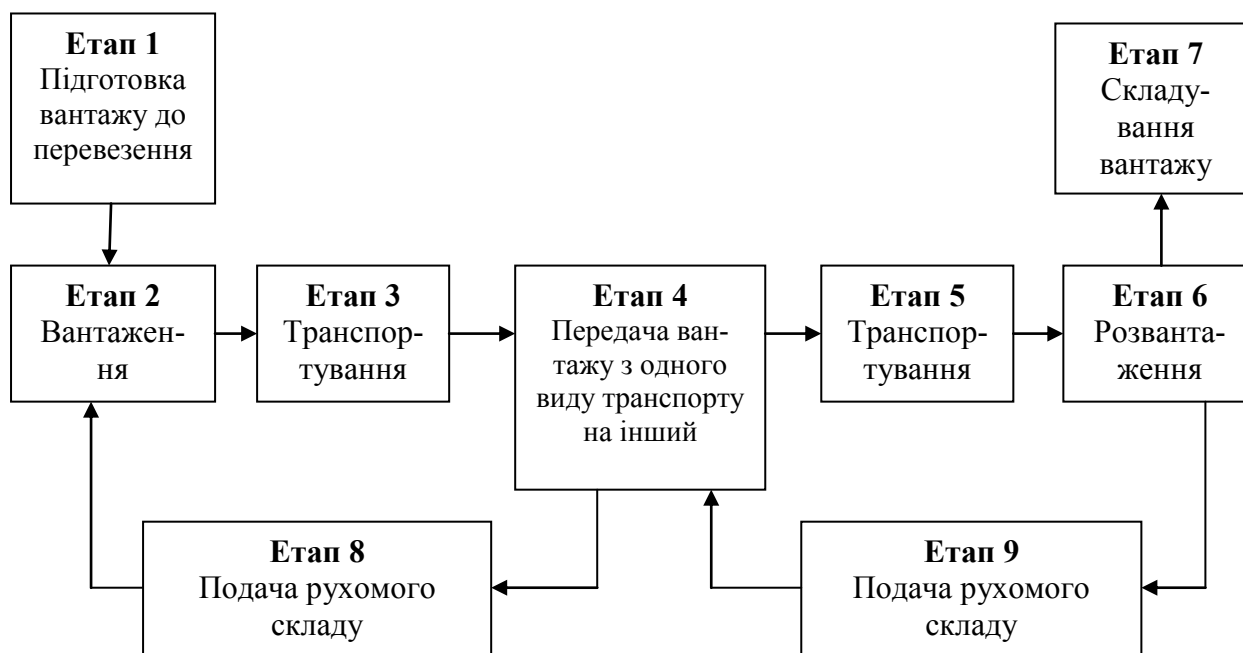 Етап 1
Підготовка
вантажу до
перевезення
Етап 7
Складу-
вання
вантажу
Етап 2
Вантажен-
ня
Етап 3
Транспор-
тування
Етап 4
Передача ван-
тажу з одного
виду транспорту
на інший
Етап 5
Транспор-
тування
Етап 6
Розванта-
ження
Етап 8
Подача рухомого
складу
Етап 9
Подача рухомого
складу